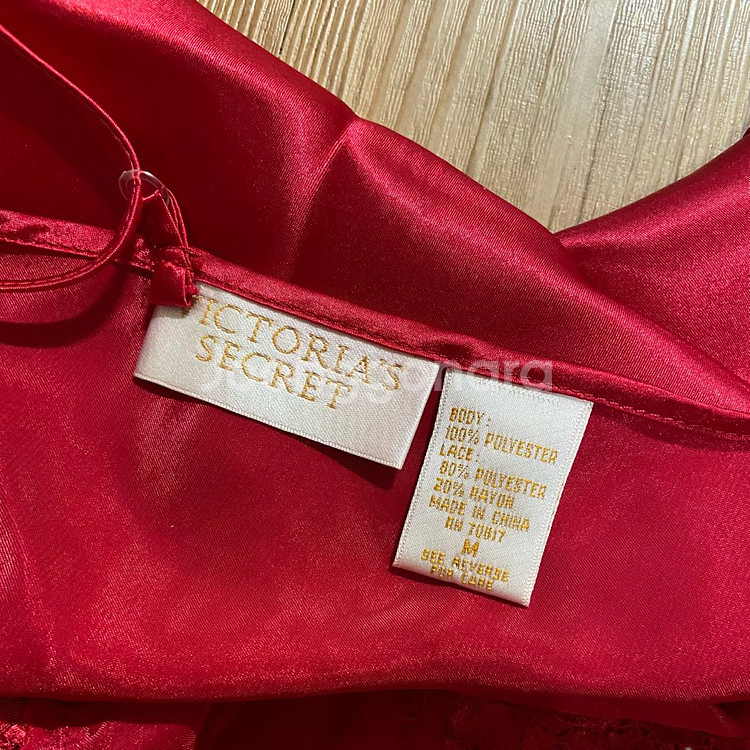 VICTORIA'S
SECRET
Junggonara
BODY:
100% POLYESTER
LACE:
80% POLYESTER
20% RAYON
MADE IN CHINA
RN 70817
M
SEE REVERSE
FOR CARE